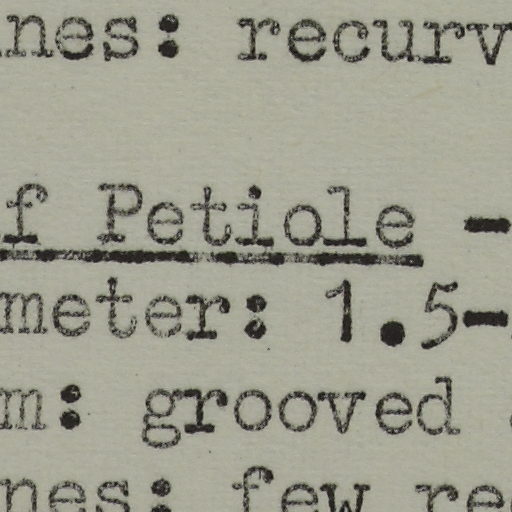 nes: recurv
f Petiole -
meter: 1.5-
m: grooved
nes: few re